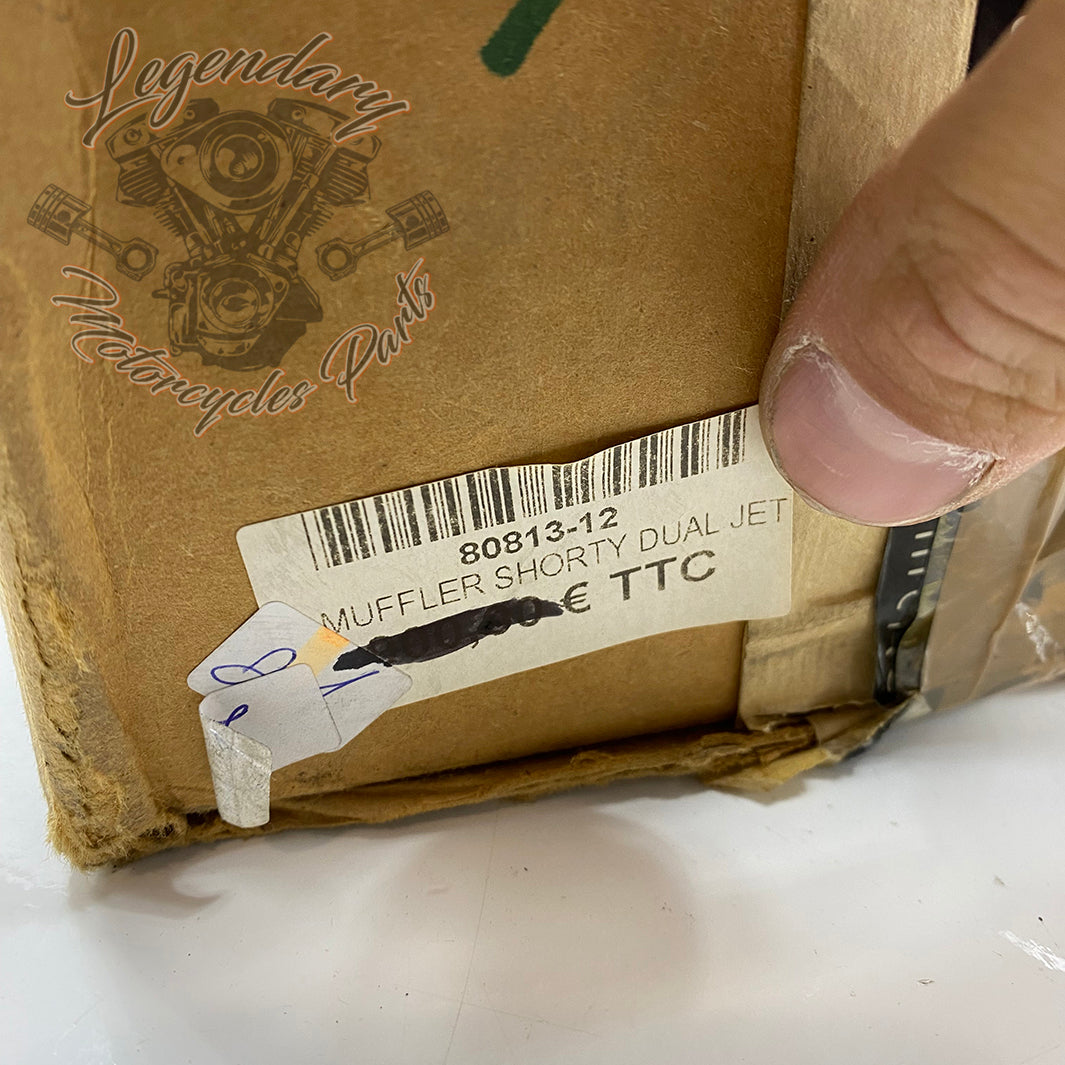 Legendary
Motorcycles Parts
80813-12
MUFFLER SHORTY DUAL JET
€ TTC